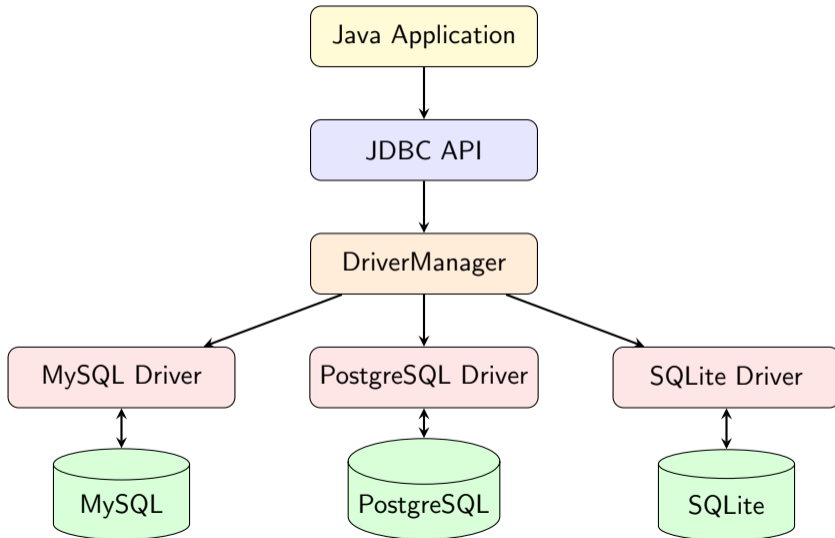 Java Application
JDBC API
DriverManager
MySQL Driver
PostgreSQL Driver
SQLite Driver
MySQL
PostgreSQL
SQLite